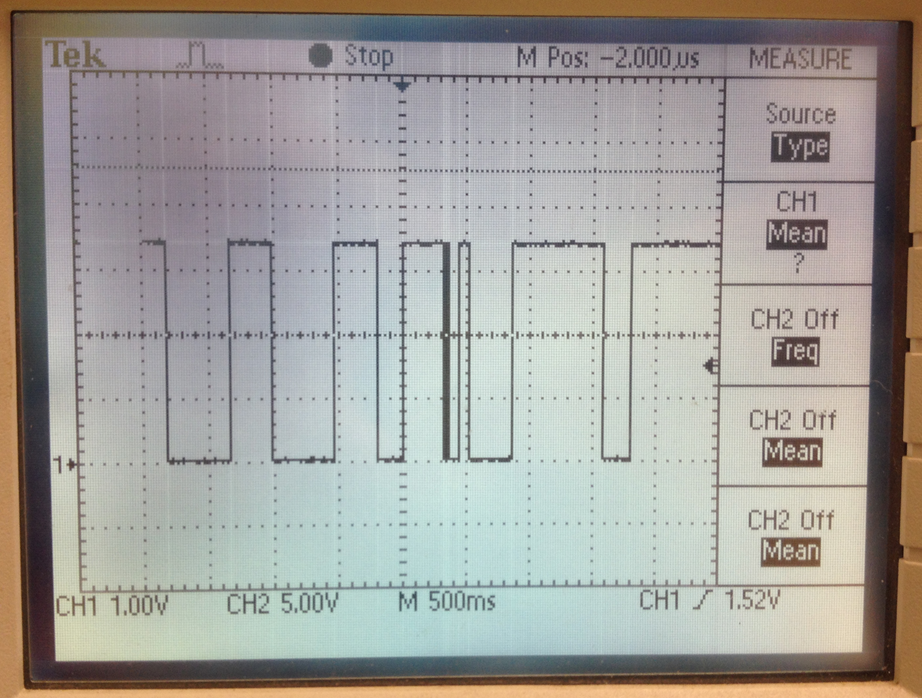 Tek Stop M Pos: -2.000µs MEASURE
Source
Type
CH1
Mean
?
CH2 Off
Freq
CH2 Off
Mean
CH2 Off
Mean
1
CH1 1.00V CH2 5.00V M 500ms CH1 1.52V